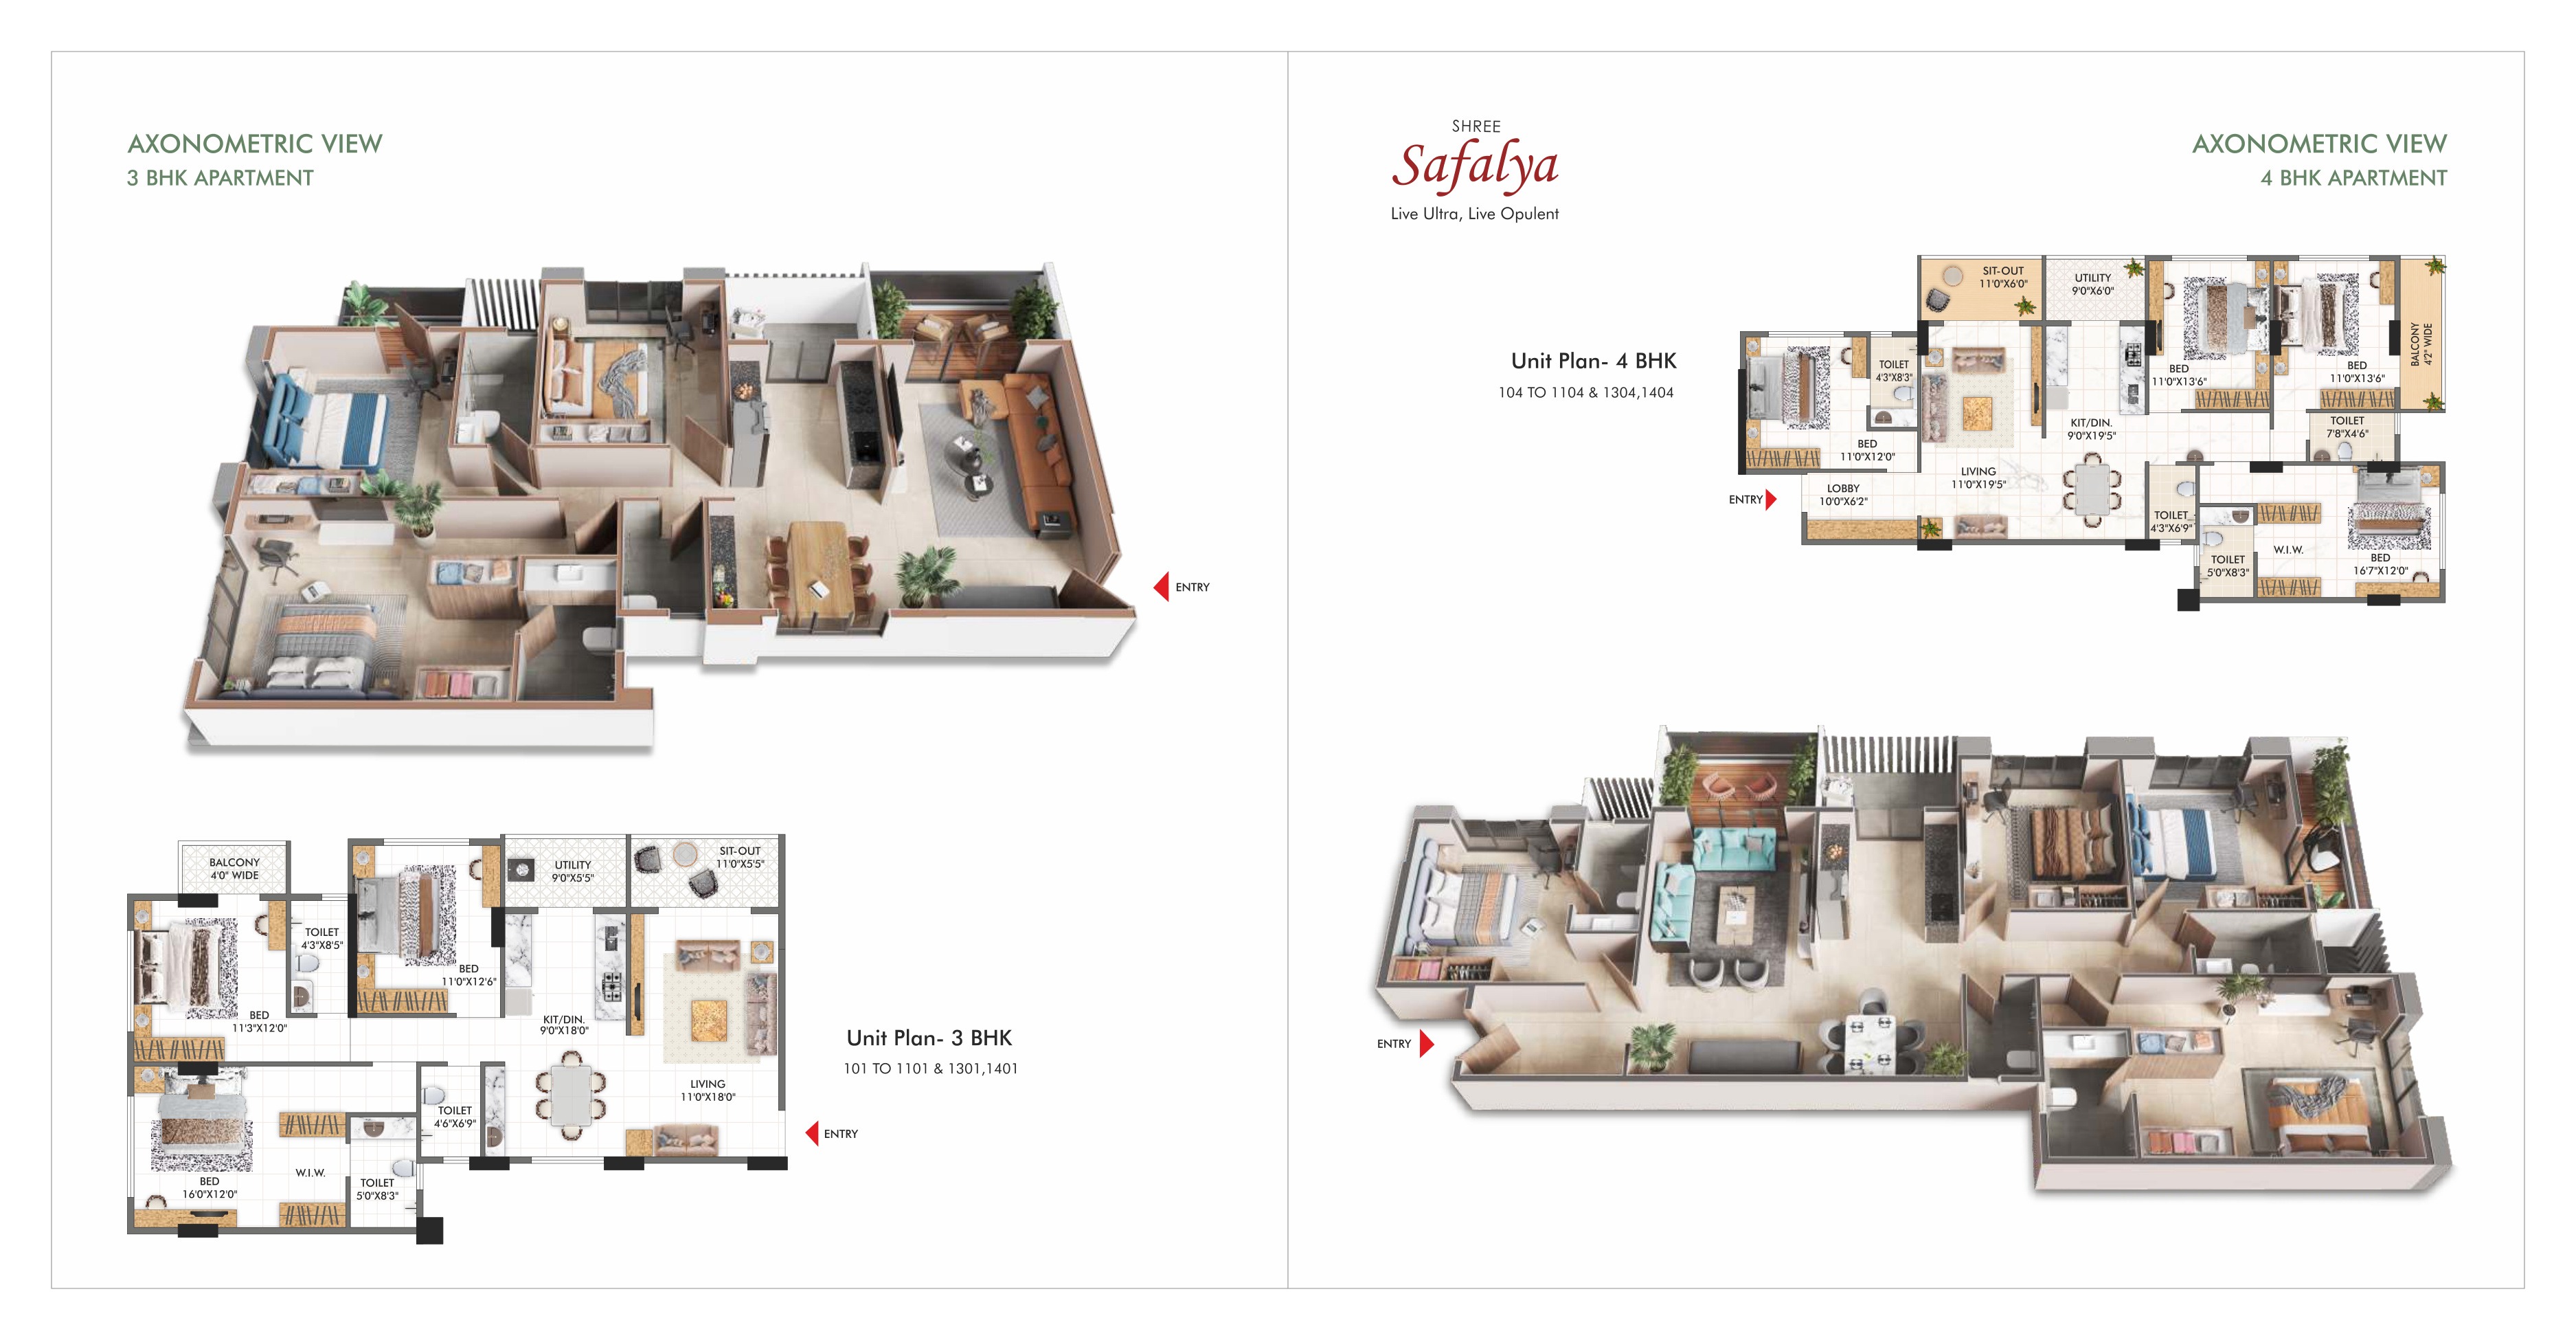 AXONOMETRIC VIEW
3 BHK APARTMENT
ENTRY
BALCONY
4'0" WIDE
UTILITY
9'0"X5'5"
SIT-OUT
11'0"X5'5"
TOILET
4'3"X8'5"
BED
11'0"X12'6"
BED
11'3"X12'0"
KIT/DIN.
9'0"X18'0"
LIVING
11'0"X18'0"
TOILET
4'6"X6'9"
W.I.W.
BED
16'0"X12'0"
TOILET
5'0"X8'3"
ENTRY
Unit Plan- 3 BHK
101 TO 1101 & 1301,1401
SHREE
Safalya
Live Ultra, Live Opulent
AXONOMETRIC VIEW
4 BHK APARTMENT
Unit Plan- 4 BHK
104 TO 1104 & 1304,1404
SIT-OUT
11'0"X6'0"
UTILITY
9'0"X6'0"
BALCONY
4'2" WIDE
TOILET
4'3"X8'3"
BED
11'0"X13'6"
BED
11'0"X13'6"
KIT/DIN.
9'0"X19'5"
TOILET
7'8"X4'6"
BED
11'0"X12'0"
LIVING
11'0"X19'5"
LOBBY
10'0"X6'2"
ENTRY
TOILET
4'3"X6'9"
W.I.W.
TOILET
5'0"X8'3"
BED
16'7"X12'0"
ENTRY